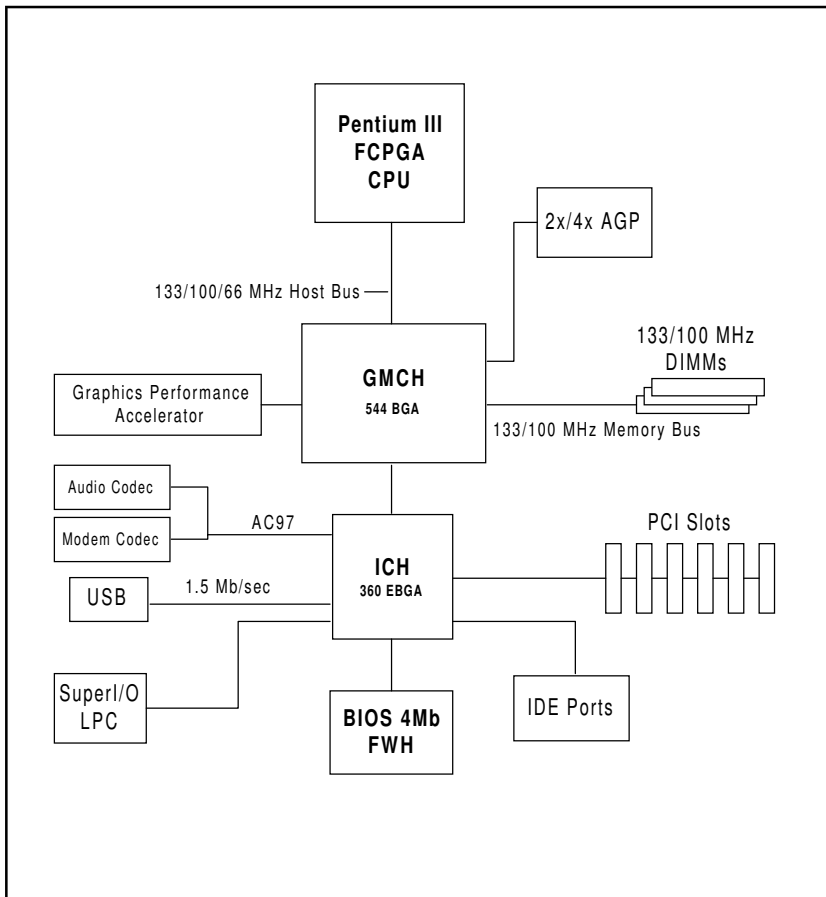 Pentium III
FCPGA
CPU
2x/4x AGP
133/100/66 MHz Host Bus
133/100 MHz
DIMMs
GMCH
544 BGA
Graphics Performance
Accelerator
133/100 MHz Memory Bus
Audio Codec
AC97
PCI Slots
Modem Codec
ICH
360 EBGA
USB
1.5 Mb/sec
SuperI/O
LPC
BIOS 4Mb
FWH
IDE Ports